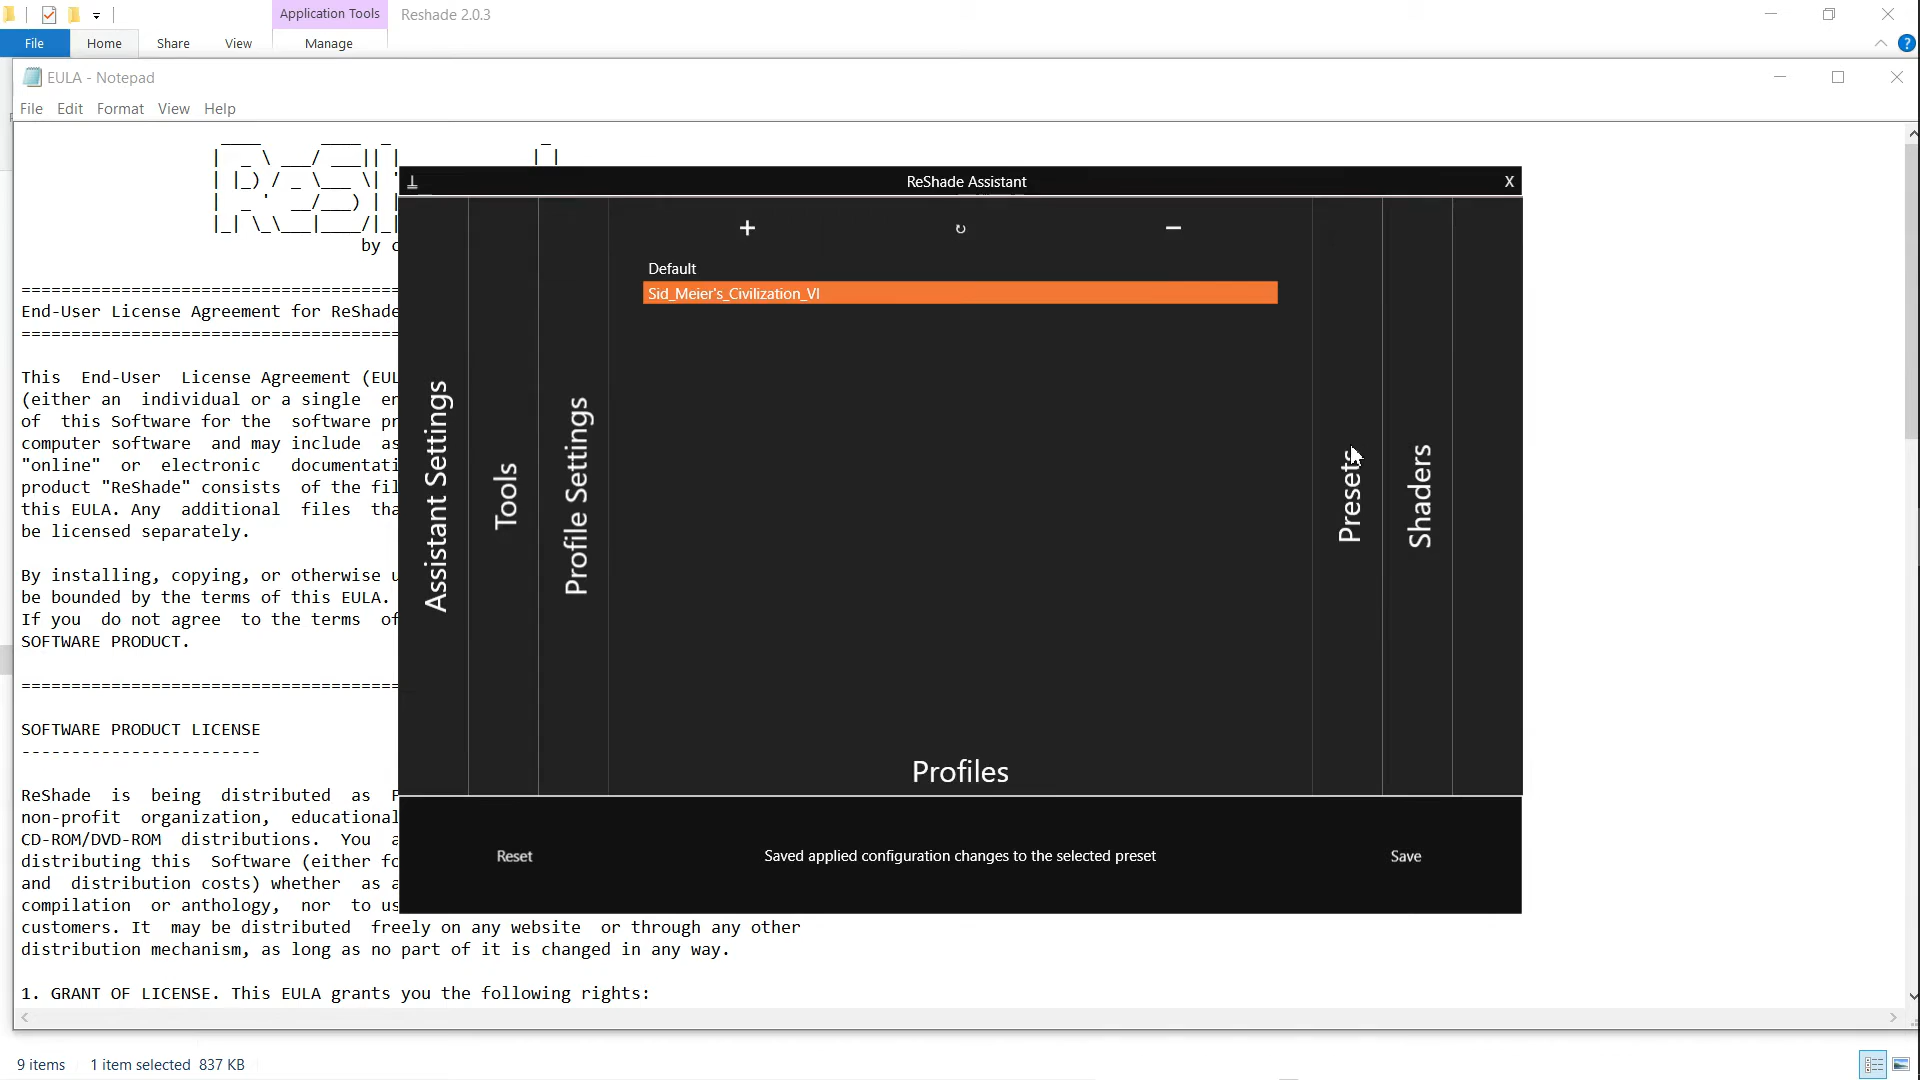 Application Tools
Reshade 2.0.3
File Home Share View Manage
EULA - Notepad
File Edit Format View Help
by
ReShade Assistant X
Default
Sid_Meier's_Civilization_VI
Assistant Settings
Tools
Profile Settings
Presets
Shaders
Profiles
Reset
Saved applied configuration changes to the selected preset
Save
=======================================
End-User License Agreement for ReShade
=======================================
This End-User License Agreement (EUL
(either an individual or a single en
of this Software for the software pr
computer software and may include as
"online" or electronic documentati
product "ReShade" consists of the fil
this EULA. Any additional files tha
be licensed separately.
By installing, copying, or otherwise u
be bounded by the terms of this EULA.
If you do not agree to the terms of
SOFTWARE PRODUCT.
=======================================
SOFTWARE PRODUCT LICENSE
------------------------
ReShade is being distributed as F
non-profit organization, educational
CD-ROM/DVD-ROM distributions. You a
distributing this Software (either fo
and distribution costs) whether as a
compilation or anthology, nor to us
customers. It may be distributed freely on any website or through any other
distribution mechanism, as long as no part of it is changed in any way.
1. GRANT OF LICENSE. This EULA grants you the following rights:
9 items 1 item selected 837 KB